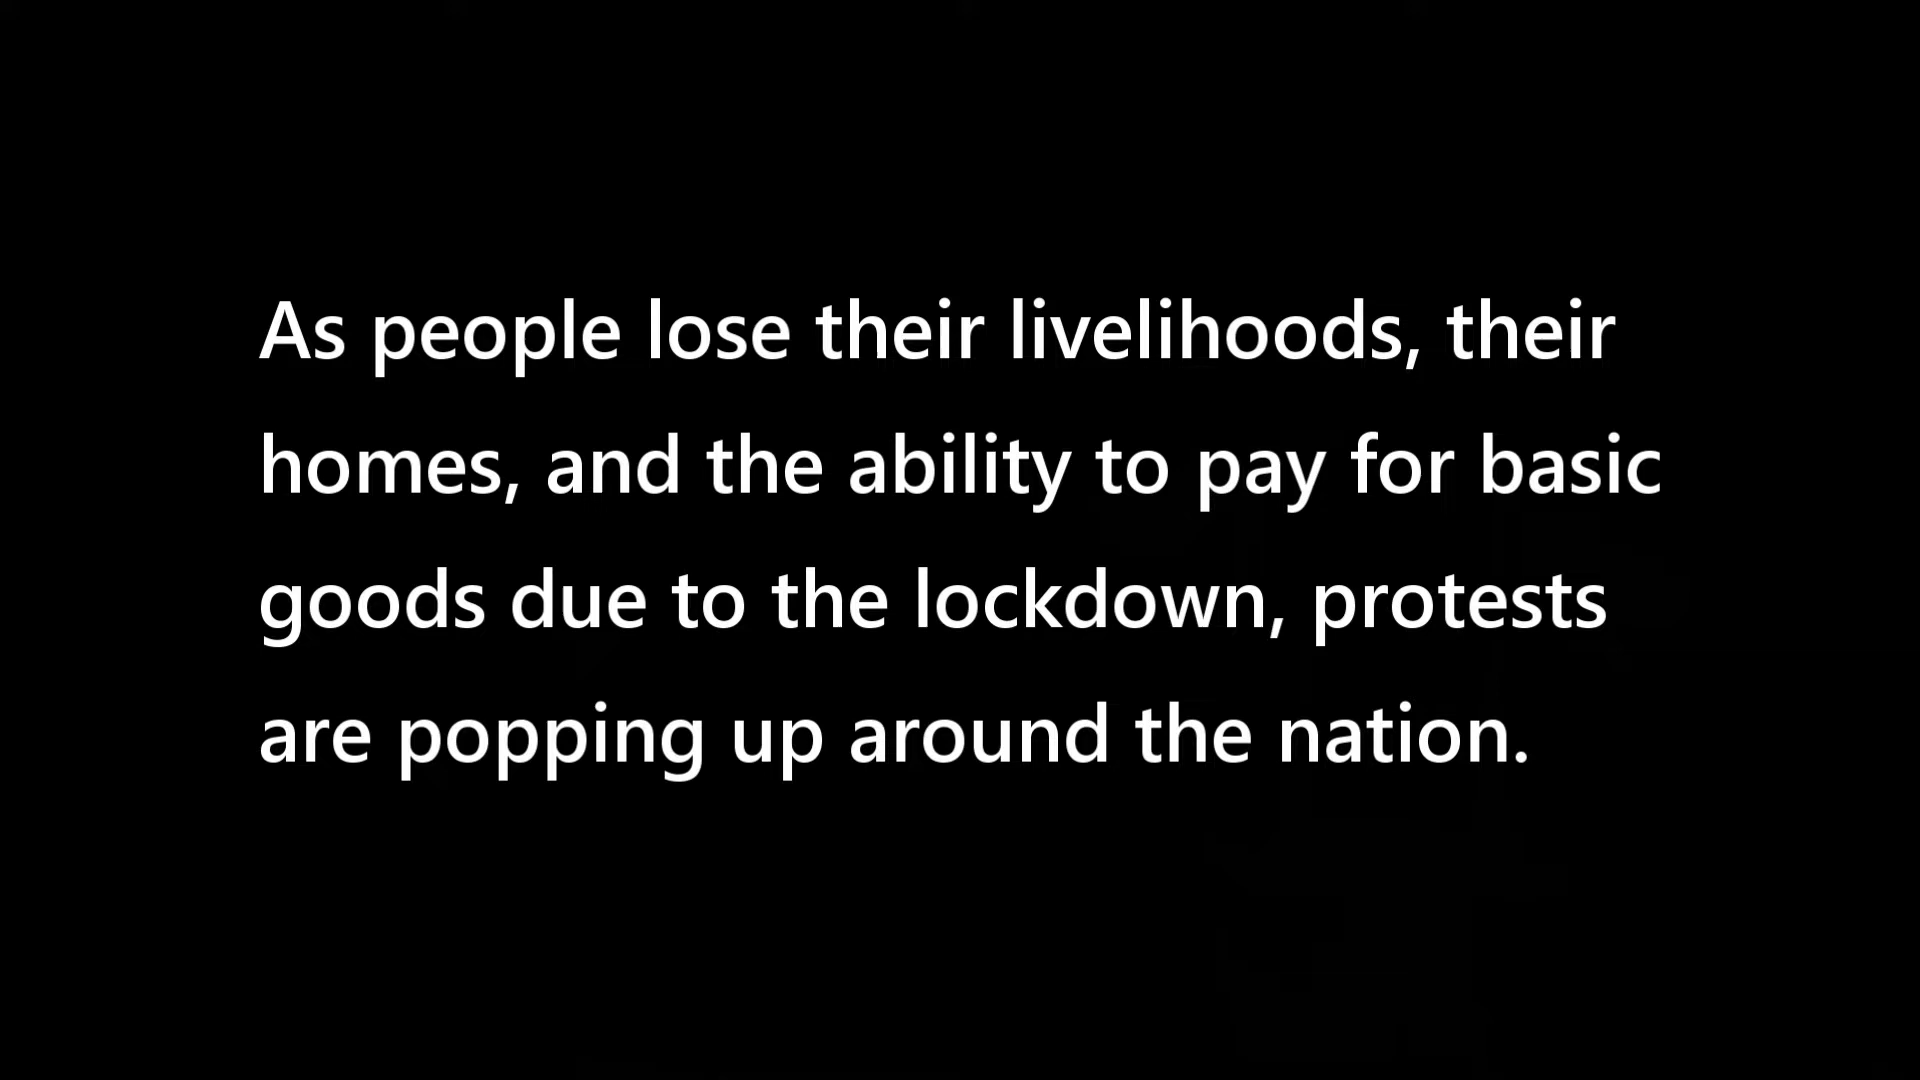 As people lose their livelihoods, their
homes, and the ability to pay for basic
goods due to the lockdown, protests
are popping up around the nation.